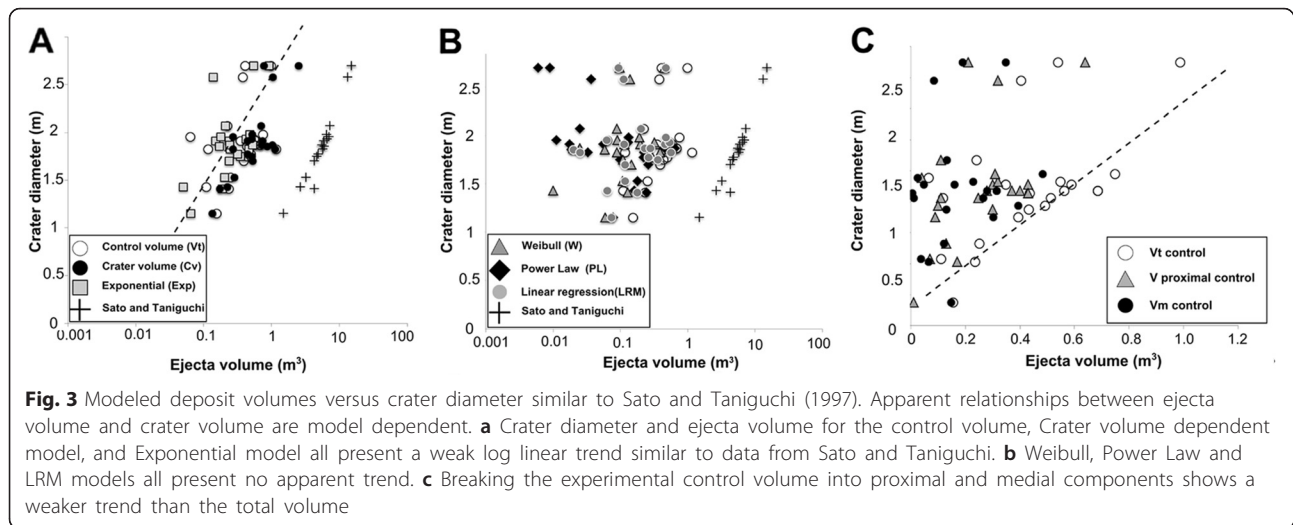 A
B
C
Crater diameter (m)
2.5
2
1.5
1
0.5
0
Control volume (Vt)
Crater volume (Cv)
Exponential (Exp)
Sato and Taniguchi
0.001
0.01
0.1
1
10
100
Ejecta volume (m³)
Crater diameter (m)
2.5
2
1.5
1
0.5
0
Weibull (W)
Power Law (PL)
Linear regression(LRM)
Sato and Taniguchi
0.001
0.01
0.1
1
10
100
Ejecta volume (m³)
Crater diameter (m)
2.5
2
1.5
1
0.5
0
Vt control
V proximal control
Vm control
0
0.2
0.4
0.6
0.8
1.0
1.2
Ejecta volume (m³)
Fig. 3 Modeled deposit volumes versus crater diameter similar to Sato and Taniguchi (1997). Apparent relationships between ejecta
volume and crater volume are model dependent. a Crater diameter and ejecta volume for the control volume, Crater volume dependent
model, and Exponential model all present a weak log linear trend similar to data from Sato and Taniguchi. b Weibull, Power Law and
LRM models all present no apparent trend. c Breaking the experimental control volume into proximal and medial components shows a
weaker trend than the total volume